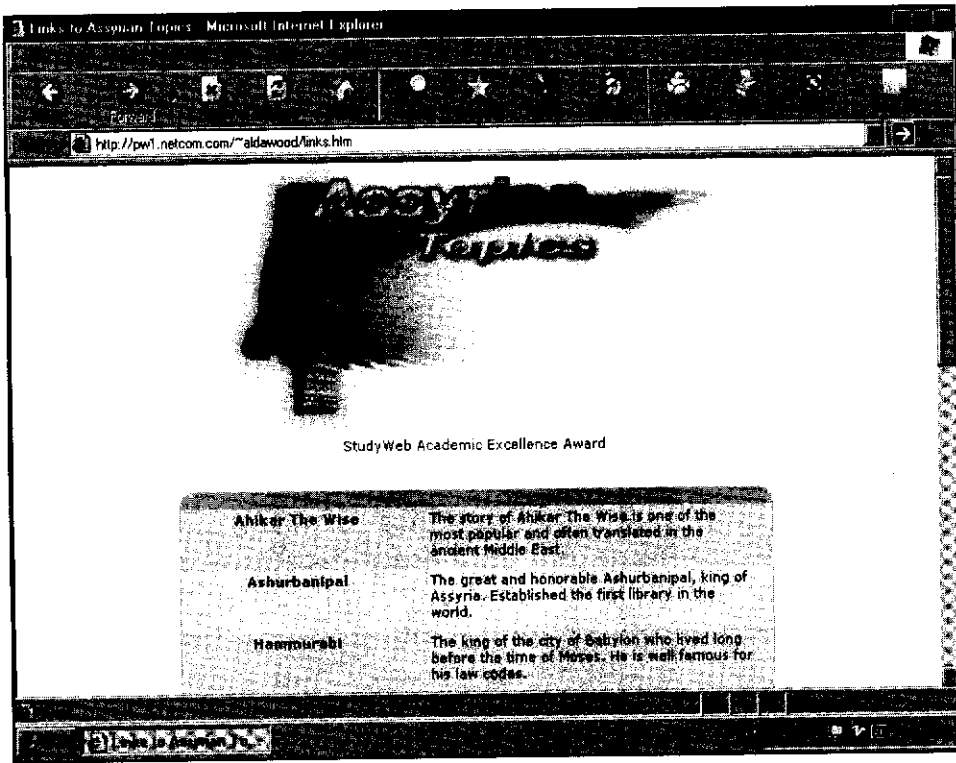 Links to Assyrian Topics - Microsoft Internet Explorer
Forward
http://pw1.netcom.com/~aldawood/links.htm
Assyrian
Topics
StudyWeb Academic Excellence Award
Ahikar The Wise
The story of Ahikar The Wise is one of the
most popular and often translated in the
ancient Middle East.
Ashurbanipal
The great and honorable Ashurbanipal, king of
Assyria. Established the first library in the
world.
Hammurabi
The king of the city of Babylon who lived long
before the time of Moses. He is well famous for
his law codes.
Links to Assyrian To...